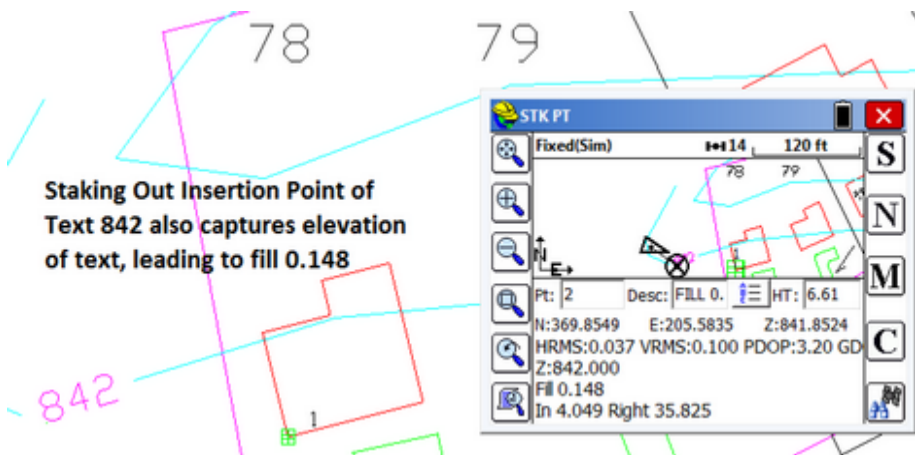 78
79
STK PT
Fixed(Sim) 14 120 ft
S
78 79
N
N
E
M
Pt: 2 Desc: FILL 0. HT: 6.61
N:369.8549 E:205.5835 Z:841.8524
C
HRMS:0.037 VRMS:0.100 PDOP:3.20 GD
Z:842.000
Fill 0.148
In 4.049 Right 35.825
Staking Out Insertion Point of
Text 842 also captures elevation
of text, leading to fill 0.148
842
1